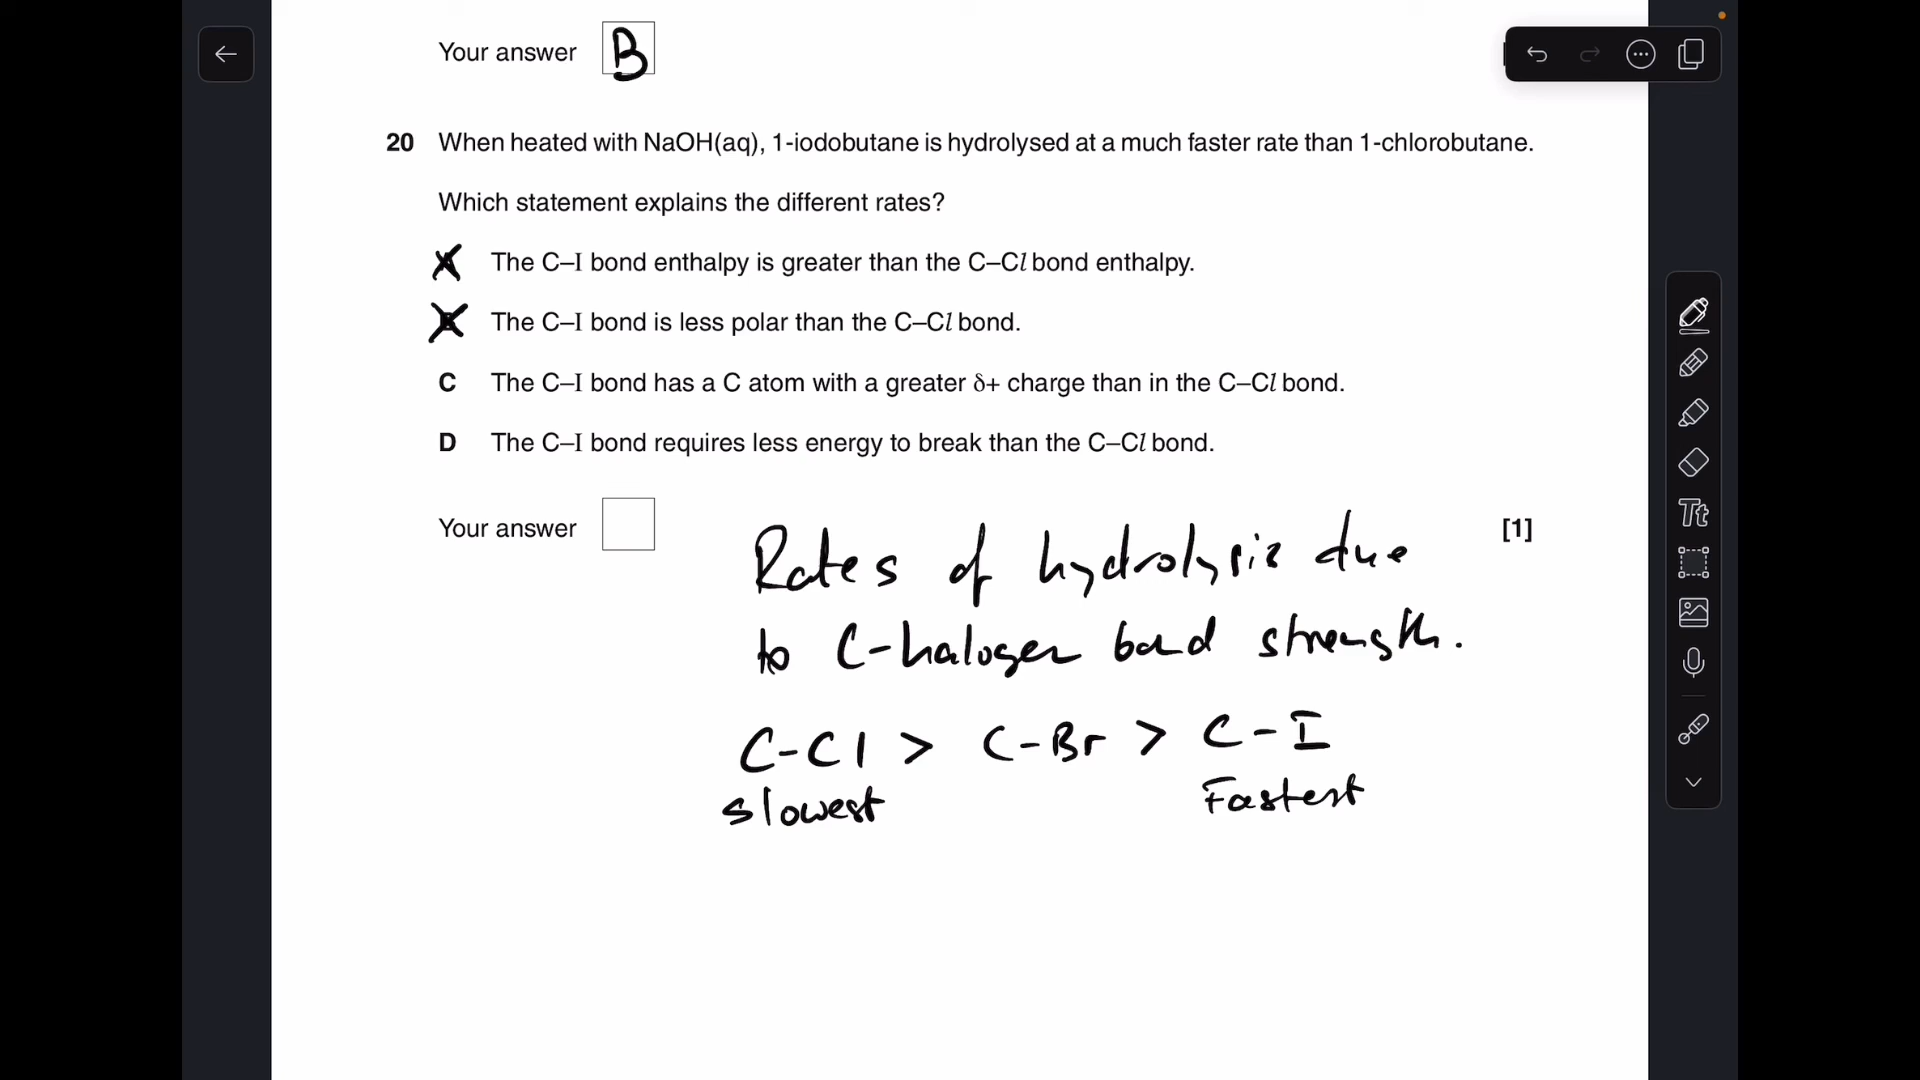 Your answer B
20 When heated with NaOH(aq), 1-iodobutane is hydrolysed at a much faster rate than 1-chlorobutane.
Which statement explains the different rates?
A The C–I bond enthalpy is greater than the C–Cl bond enthalpy.
B The C–I bond is less polar than the C–Cl bond.
C The C–I bond has a C atom with a greater δ+ charge than in the C–Cl bond.
D The C–I bond requires less energy to break than the C–Cl bond.
Your answer
[1]
Rates of hydrolysis due
to C-halogen bond strength.
C-Cl > C-Br > C-I
slowest Fastest
Tt